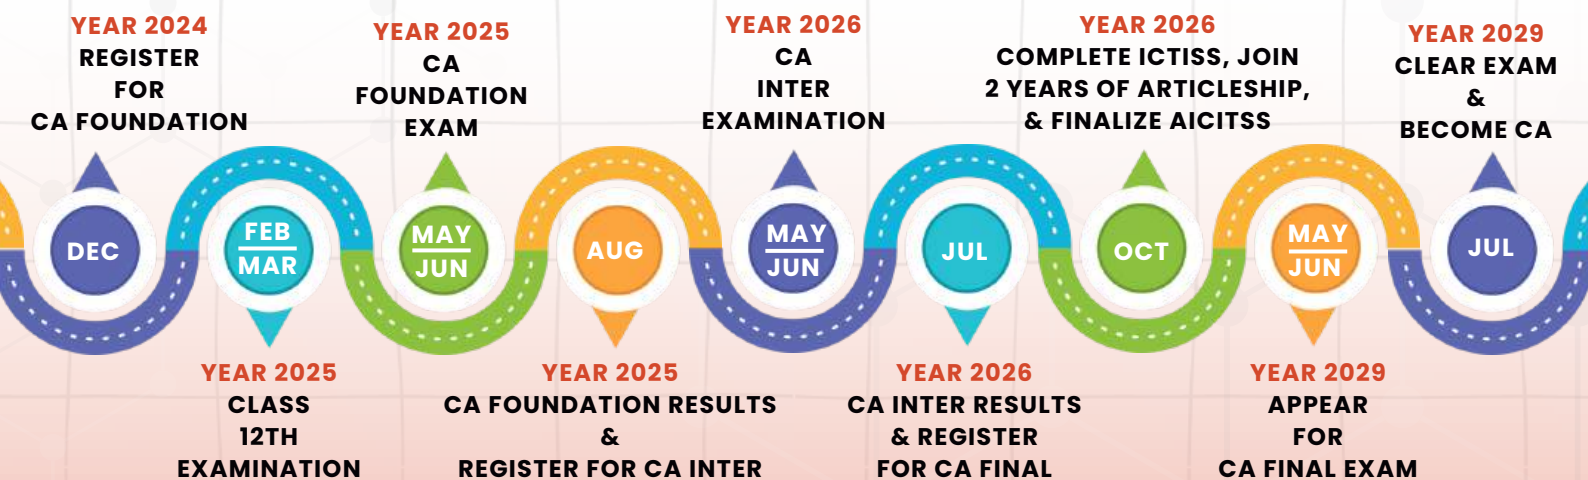 YEAR 2024
REGISTER
FOR
CA FOUNDATION
DEC
FEB
MAR
YEAR 2025
CLASS
12TH
EXAMINATION
YEAR 2025
CA
FOUNDATION
EXAM
MAY
JUN
AUG
YEAR 2025
CA FOUNDATION RESULTS
&
REGISTER FOR CA INTER
YEAR 2026
CA
INTER
EXAMINATION
MAY
JUN
JUL
YEAR 2026
CA INTER RESULTS
& REGISTER
FOR CA FINAL
YEAR 2026
COMPLETE ICTISS, JOIN
2 YEARS OF ARTICLESHIP,
& FINALIZE AICITSS
OCT
MAY
JUN
YEAR 2029
APPEAR
FOR
CA FINAL EXAM
YEAR 2029
CLEAR EXAM
&
BECOME CA
JUL